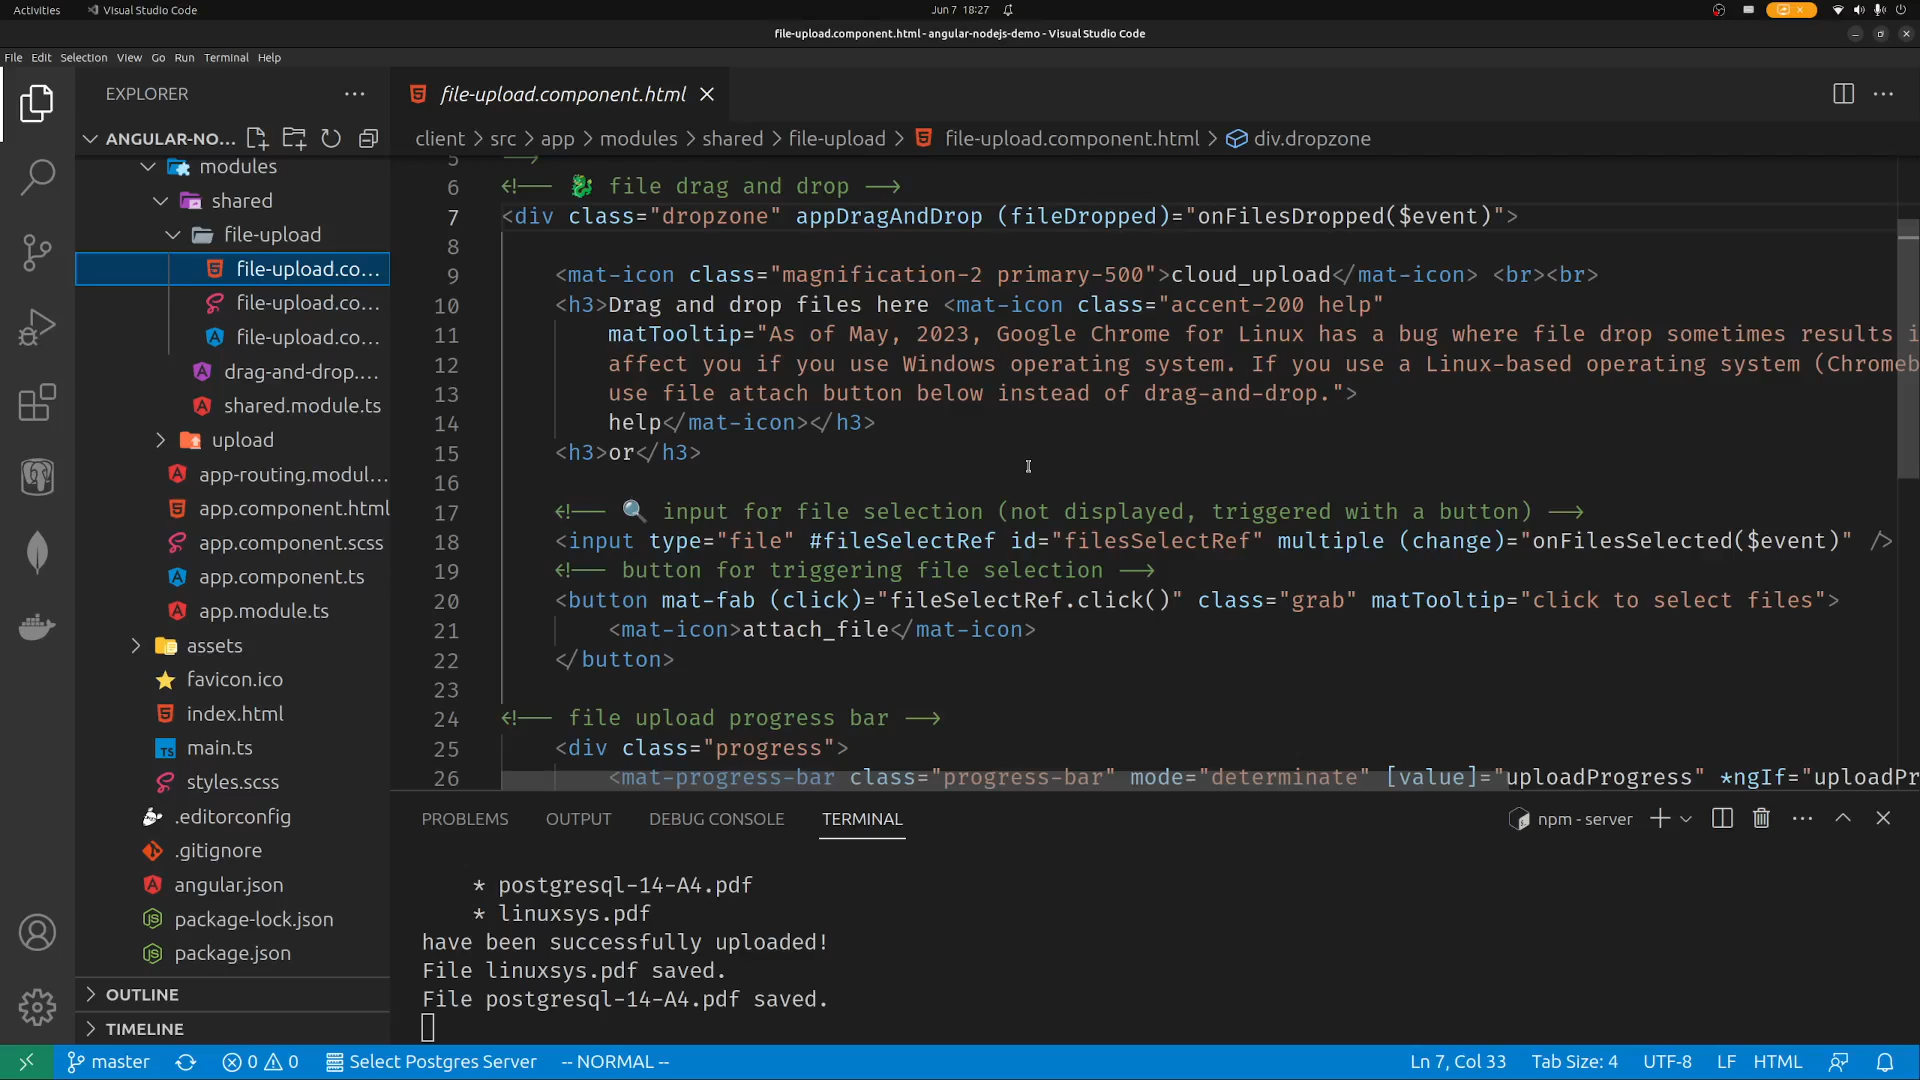 Activities
Visual Studio Code
Jun 7 18:27
file-upload.component.html - angular-nodejs-demo - Visual Studio Code
File Edit Selection View Go Run Terminal Help
EXPLORER
ANGULAR-NO...
modules
shared
file-upload
file-upload.co...
file-upload.co...
file-upload.co...
drag-and-drop....
shared.module.ts
upload
app-routing.modul...
app.component.html
app.component.scss
app.component.ts
app.module.ts
assets
favicon.ico
index.html
main.ts
styles.scss
.editorconfig
.gitignore
angular.json
package-lock.json
package.json
OUTLINE
TIMELINE
file-upload.component.html
client > src > app > modules > shared > file-upload > file-upload.component.html > div.dropzone
5 -->
6 <!-- 🐉 file drag and drop -->
7 <div class="dropzone" appDragAndDrop (fileDropped)="onFilesDropped($event)">
8
9 <mat-icon class="magnification-2 primary-500">cloud_upload</mat-icon> <br><br>
10 <h3>Drag and drop files here <mat-icon class="accent-200 help"
11 matTooltip="As of May, 2023, Google Chrome for Linux has a bug where file drop sometimes results i
12 affect you if you use Windows operating system. If you use a Linux-based operating system (Chromeb
13 use file attach button below instead of drag-and-drop.">
14 help</mat-icon></h3>
15 <h3>or</h3>
16
17 <!-- 🔍 input for file selection (not displayed, triggered with a button) -->
18 <input type="file" #fileSelectRef id="filesSelectRef" multiple (change)="onFilesSelected($event)" />
19 <!-- button for triggering file selection -->
20 <button mat-fab (click)="fileSelectRef.click()" class="grab" matTooltip="click to select files">
21 <mat-icon>attach_file</mat-icon>
22 </button>
23
24 <!-- file upload progress bar -->
25 <div class="progress">
26 <mat-progress-bar class="progress-bar" mode="determinate" [value]="uploadProgress" *ngIf="uploadPr
PROBLEMS OUTPUT DEBUG CONSOLE TERMINAL
npm - server
* postgresql-14-A4.pdf
* linuxsys.pdf
have been successfully uploaded!
File linuxsys.pdf saved.
File postgresql-14-A4.pdf saved.
master 0 0 Select Postgres Server -- NORMAL --
Ln 7, Col 33 Tab Size: 4 UTF-8 LF HTML